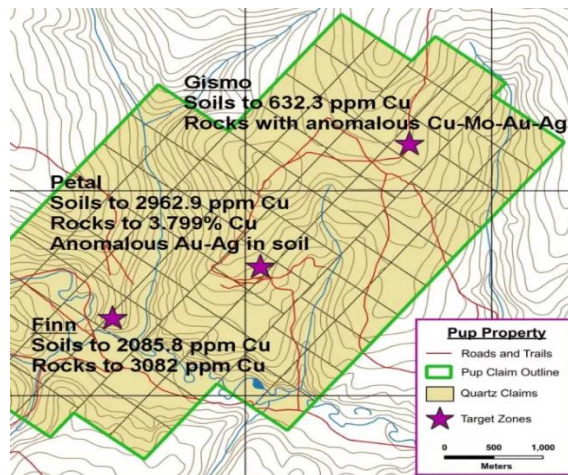 Gismo
Soils to 632.3 ppm Cu
Rocks with anomalous Cu-Mo-Au-Ag
Petal
Soils to 2962.9 ppm Cu
Rocks to 3.799% Cu
Anomalous Au-Ag in soil
Finn
Soils to 2085.8 ppm Cu
Rocks to 3082 ppm Cu
Pup Property
Roads and Trails
Pup Claim Outline
Quartz Claims
Target Zones
0 500 1,000
Meters